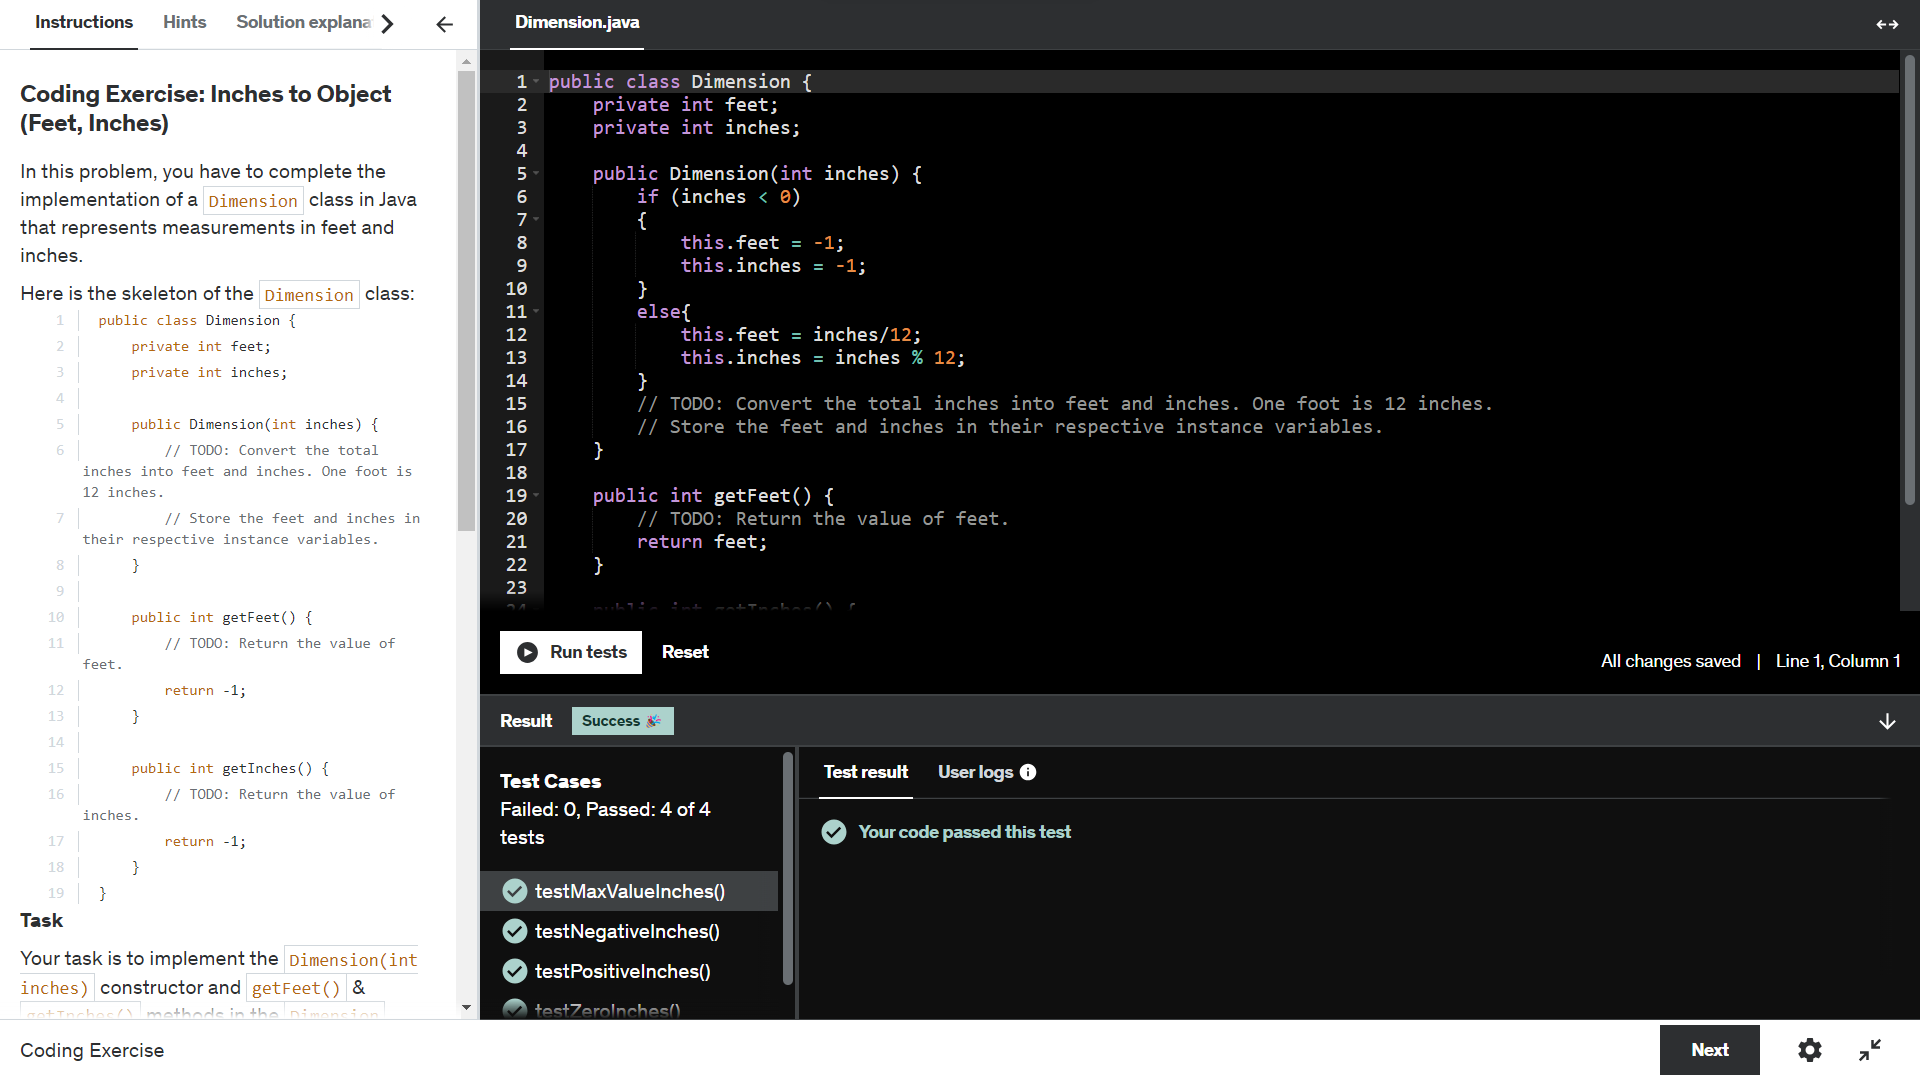 Instructions
Hints
Solution explana
Coding Exercise: Inches to Object
(Feet, Inches)
In this problem, you have to complete the
implementation of a Dimension class in Java
that represents measurements in feet and
inches.
Here is the skeleton of the Dimension class:
1 public class Dimension {
2 private int feet;
3 private int inches;
4
5 public Dimension(int inches) {
6 // TODO: Convert the total
inches into feet and inches. One foot is
12 inches.
7 // Store the feet and inches in
their respective instance variables.
8 }
9
10 public int getFeet() {
11 // TODO: Return the value of
feet.
12 return -1;
13 }
14
15 public int getInches() {
16 // TODO: Return the value of
inches.
17 return -1;
18 }
19 }
Task
Your task is to implement the Dimension(int
inches) constructor and getFeet() &
getInches() methods in the Dimension
Dimension.java
1 public class Dimension {
2 private int feet;
3 private int inches;
4
5 public Dimension(int inches) {
6 if (inches < 0)
7 {
8 this.feet = -1;
9 this.inches = -1;
10 }
11 else{
12 this.feet = inches/12;
13 this.inches = inches % 12;
14 }
15 // TODO: Convert the total inches into feet and inches. One foot is 12 inches.
16 // Store the feet and inches in their respective instance variables.
17 }
18
19 public int getFeet() {
20 // TODO: Return the value of feet.
21 return feet;
22 }
23
24 public int getInches() {
Run tests
Reset
All changes saved | Line 1, Column 1
Result
Success
Test Cases
Failed: 0, Passed: 4 of 4
tests
testMaxValueInches()
testNegativeInches()
testPositiveInches()
testZeroInches()
Test result
User logs
Your code passed this test
Coding Exercise
Next